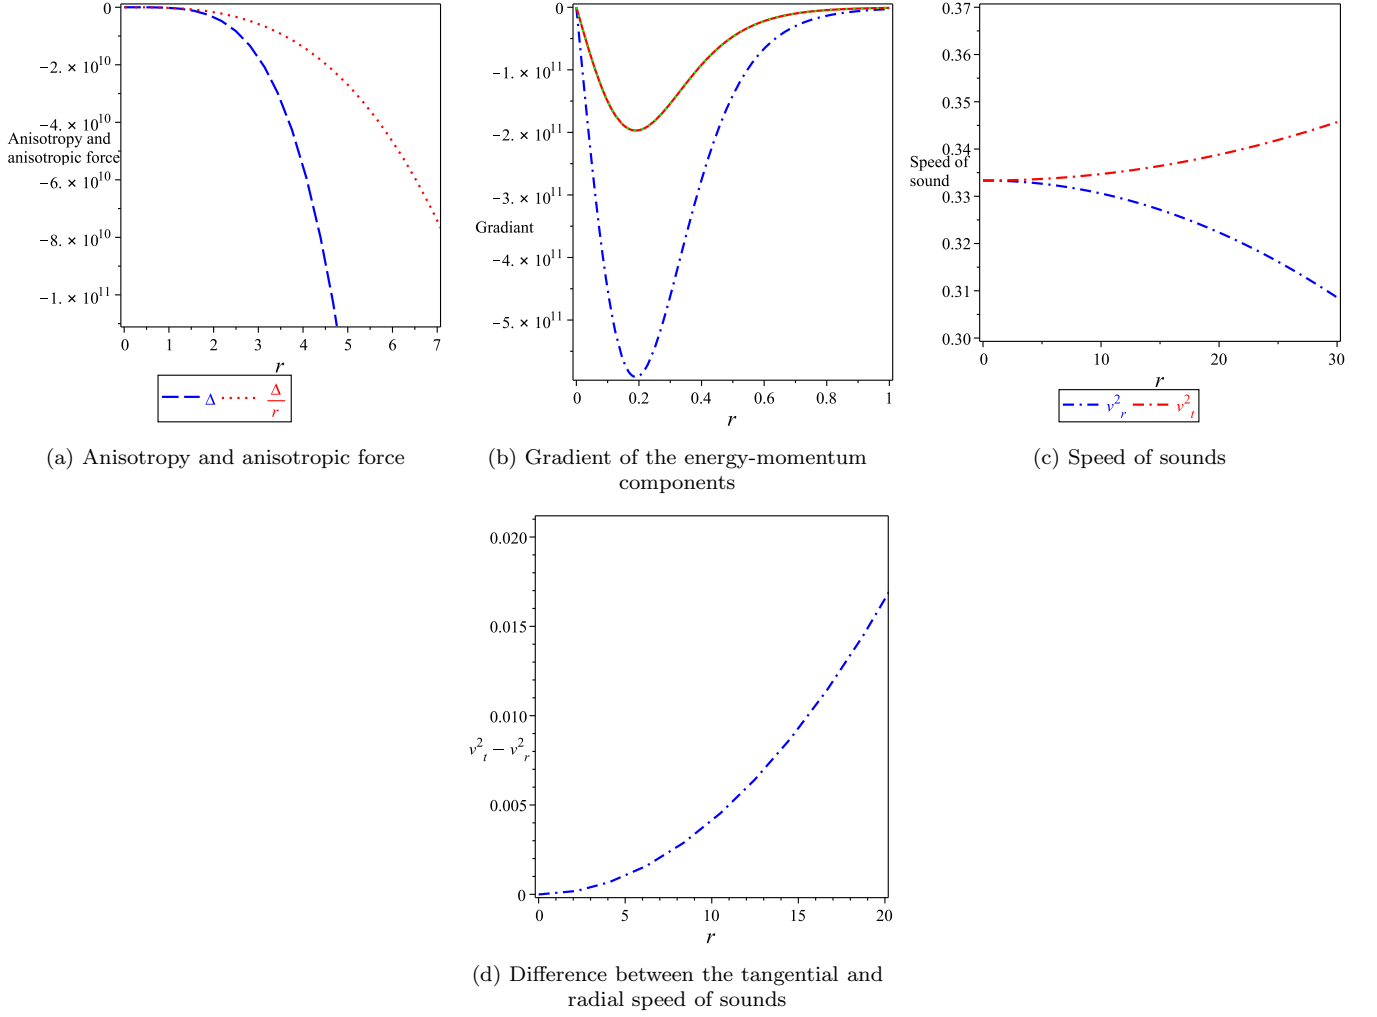 0
−2. × 10^10
−4. × 10^10
Anisotropy and
anisotropic force
−6. × 10^10
−8. × 10^10
−1. × 10^11
0 1 2 3 4 5 6 7
r
Δ Δ/r
(a) Anisotropy and anisotropic force
0
−1. × 10^11
−2. × 10^11
−3. × 10^11
Gradiant
−4. × 10^11
−5. × 10^11
0 0.2 0.4 0.6 0.8 1
r
(b) Gradient of the energy-momentum
components
0.37
0.36
0.35
0.34
Speed of
sound
0.33
0.32
0.31
0.30
0 10 20 30
r
v²_r v²_t
(c) Speed of sounds
0.020
0.015
0.010
v²_t − v²_r
0.005
0
0 5 10 15 20
r
(d) Difference between the tangential and
radial speed of sounds